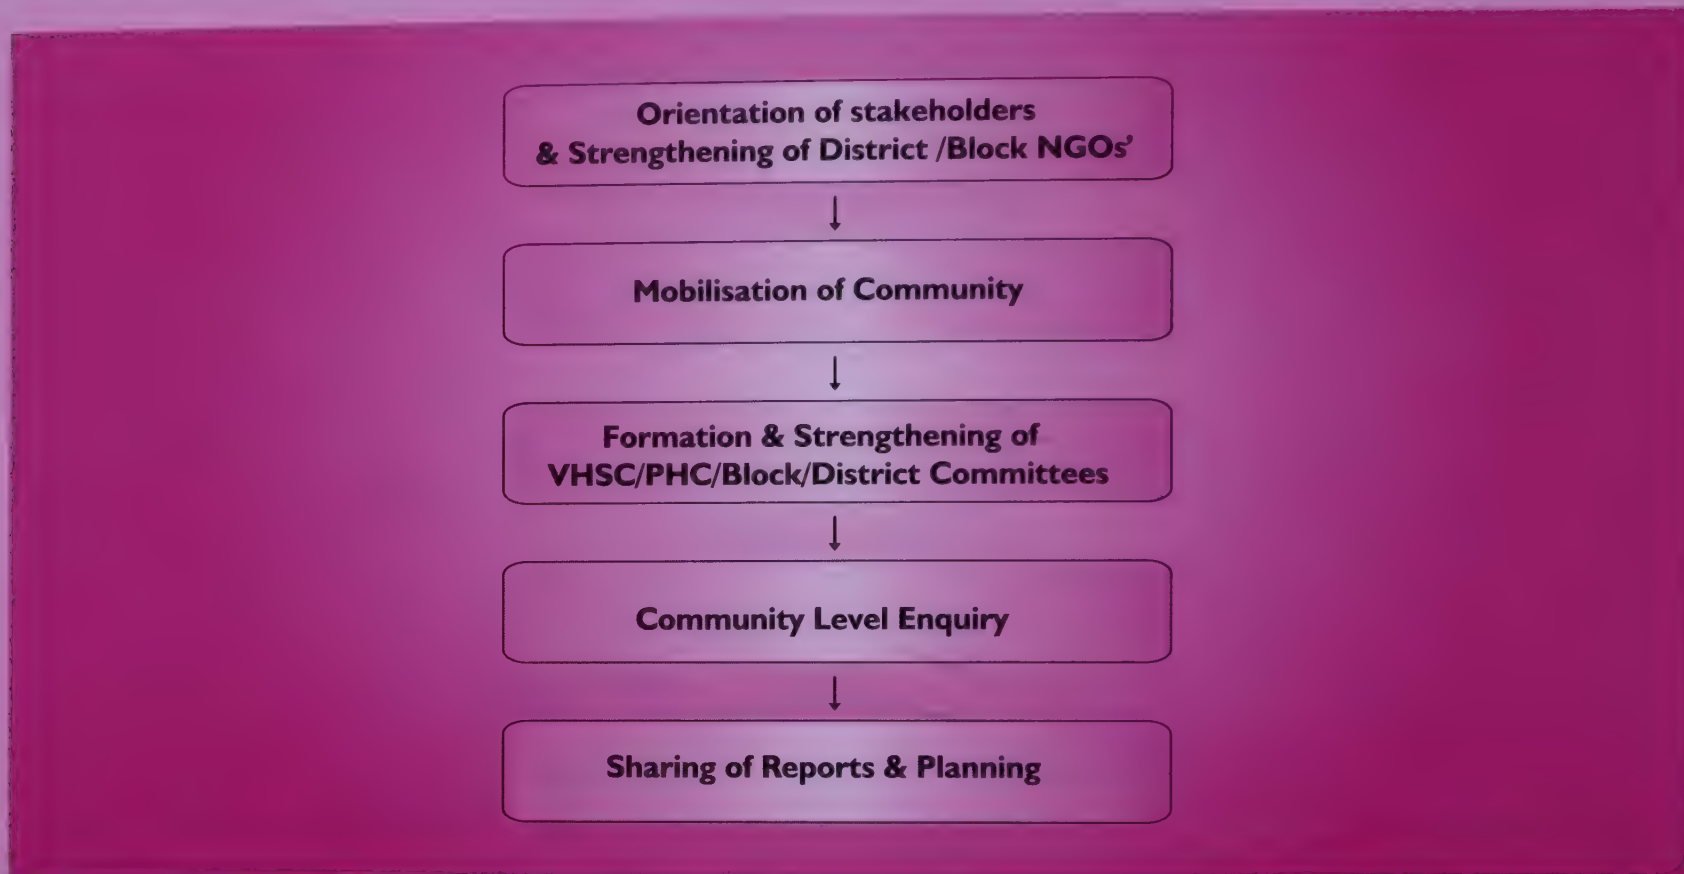 Orientation of stakeholders
& Strengthening of District /Block NGOs'
Mobilisation of Community
Formation & Strengthening of
VHSC/PHC/Block/District Committees
Community Level Enquiry
Sharing of Reports & Planning